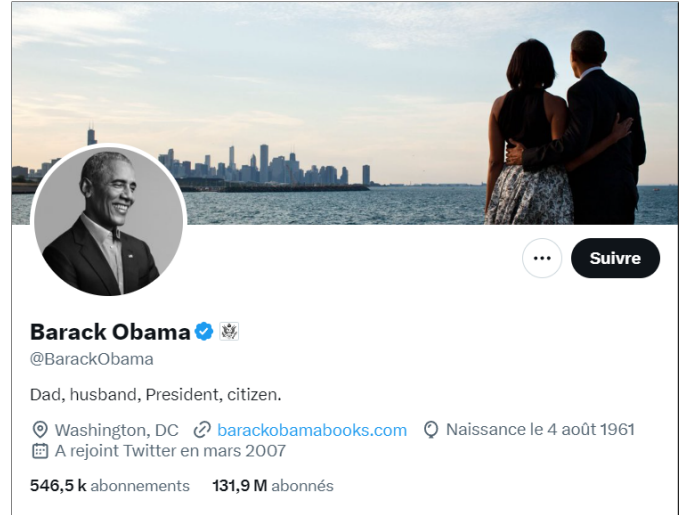 Suivre
Barack Obama
@BarackObama
Dad, husband, President, citizen.
Washington, DC barackobamabooks.com Naissance le 4 août 1961
A rejoint Twitter en mars 2007
546,5 k abonnements 131,9 M abonnés